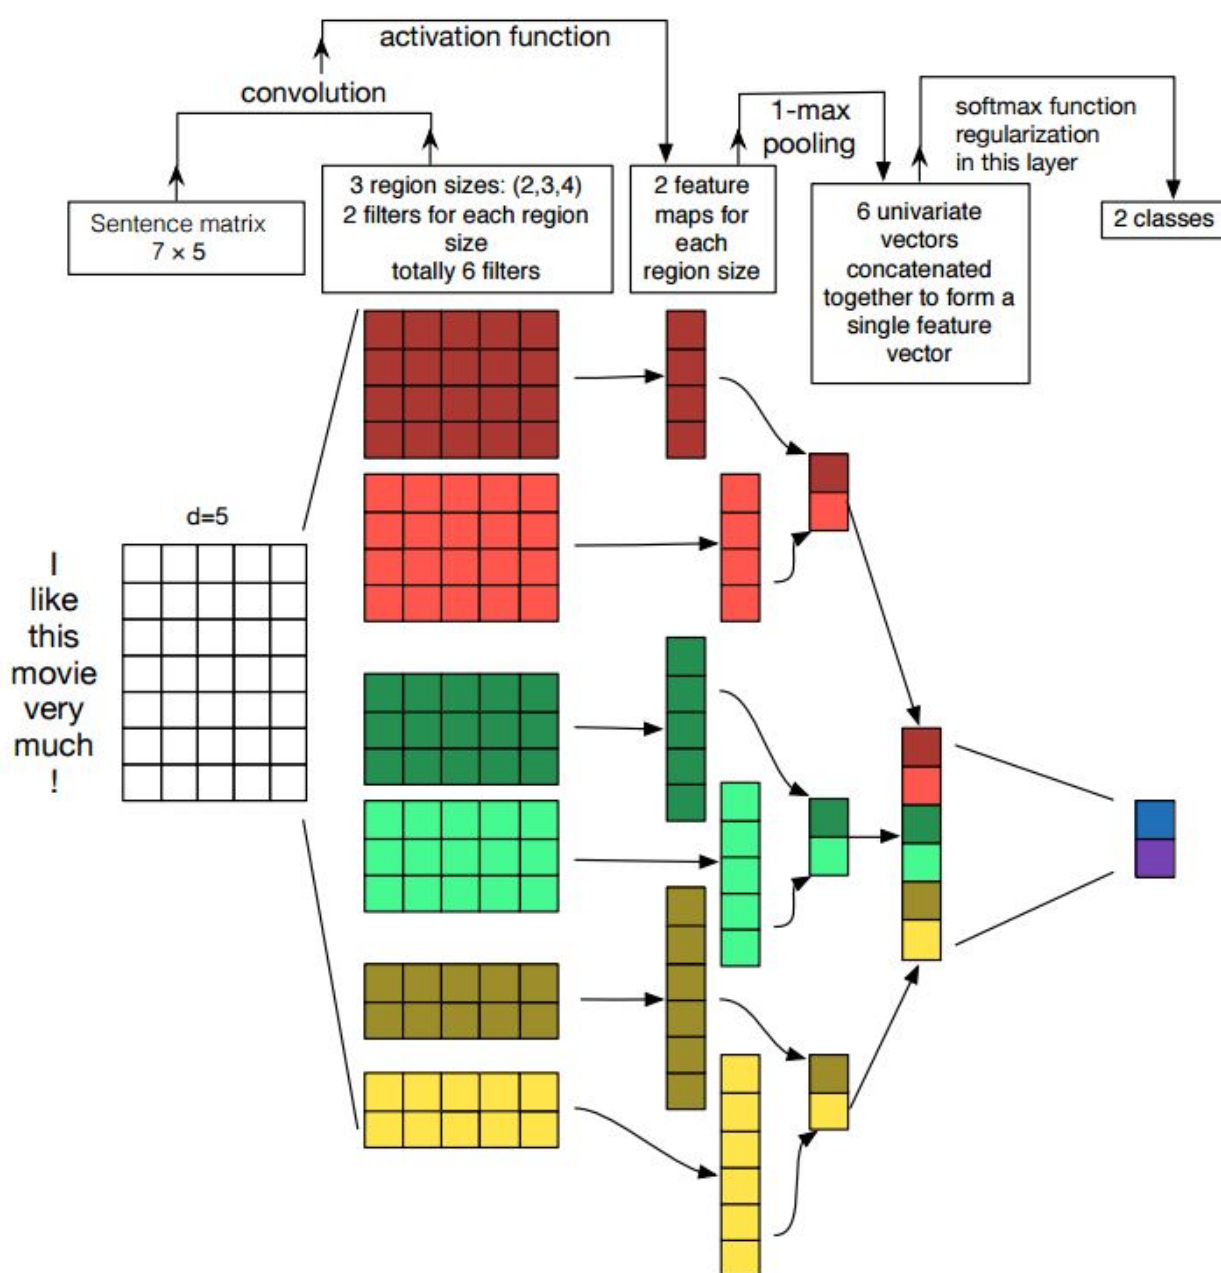 activation function
convolution
1-max
pooling
softmax function
regularization
in this layer
Sentence matrix
7 × 5
3 region sizes: (2,3,4)
2 filters for each region
size
totally 6 filters
2 feature
maps for
each
region size
6 univariate
vectors
concatenated
together to form a
single feature
vector
2 classes
d=5
I
like
this
movie
very
much
!